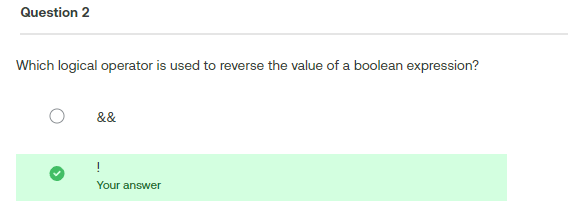 Question 2
Which logical operator is used to reverse the value of a boolean expression?
&&
!
Your answer